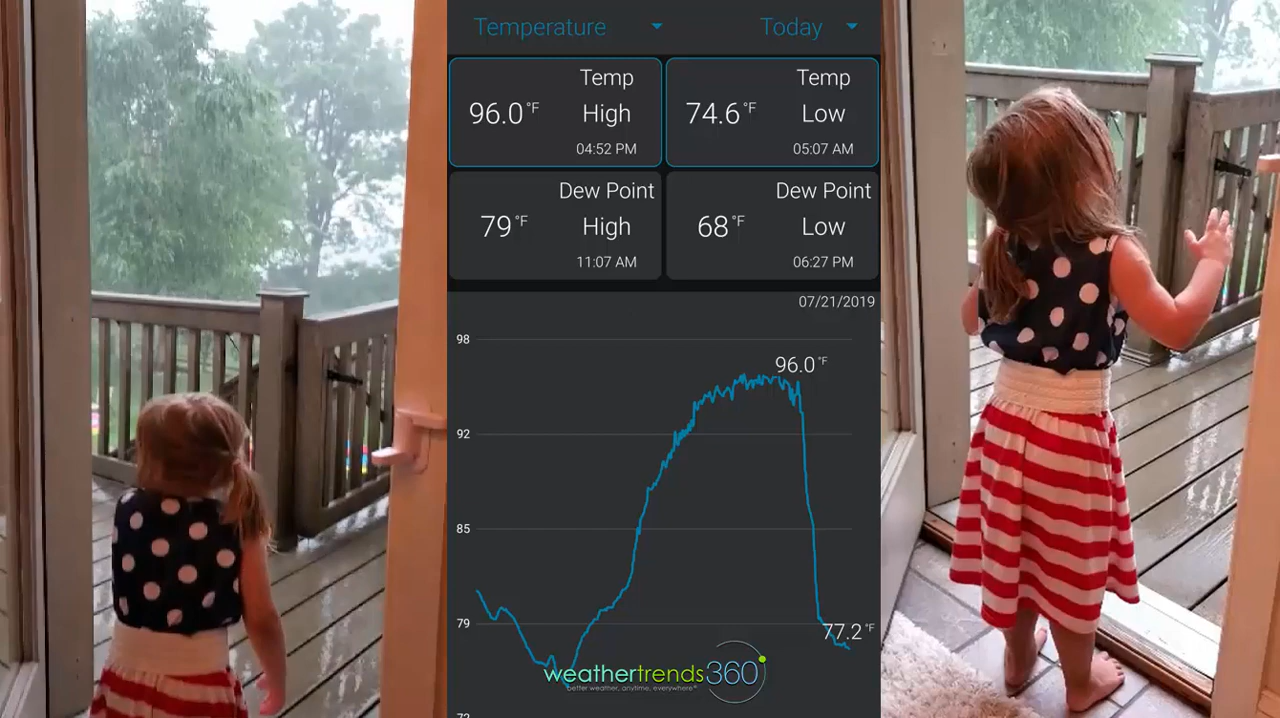 Temperature Today
96.0 °F Temp High 04:52 PM
74.6 °F Temp Low 05:07 AM
79 °F Dew Point High 11:07 AM
68 °F Dew Point Low 06:27 PM
07/21/2019
98
96.0 °F
92
85
79
77.2 °F
weathertrends360
better weather, anytime, everywhere
72